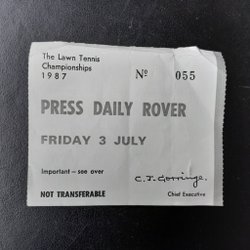 The Lawn Tennis
Championships
1987
Nº 055
PRESS DAILY ROVER
FRIDAY 3 JULY
Important—see over
C. J. Gorringe.
NOT TRANSFERABLE
Chief Executive